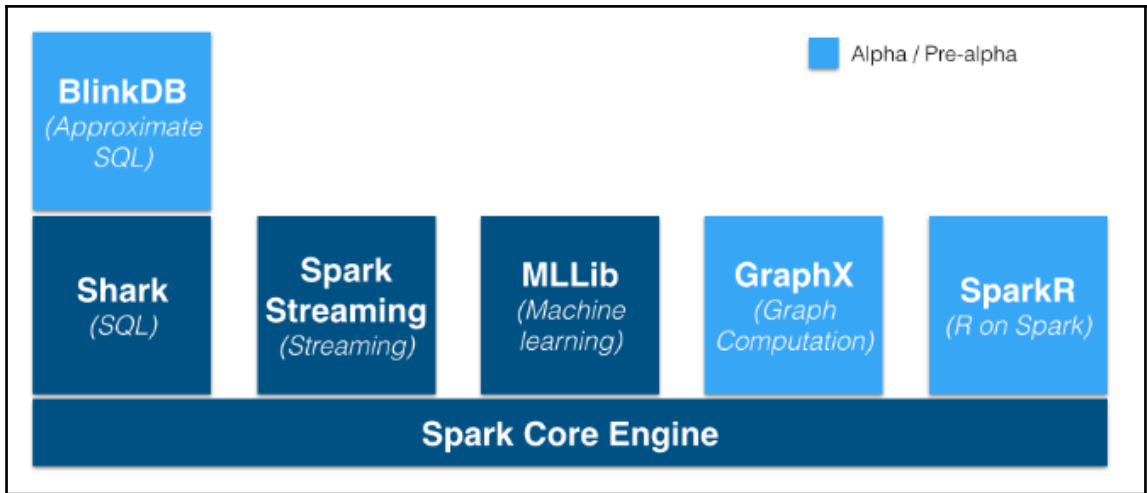 BlinkDB
(Approximate
SQL)
Alpha / Pre-alpha
Shark
(SQL)
Spark
Streaming
(Streaming)
MLLib
(Machine
learning)
GraphX
(Graph
Computation)
SparkR
(R on Spark)
Spark Core Engine